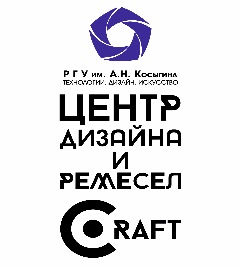 РГУ им. А.Н. Косыгина
ТЕХНОЛОГИИ. ДИЗАЙН. ИСКУССТВО
ЦЕНТР
ДИЗАЙНА
И
РЕМЕСЕЛ
CRAFT